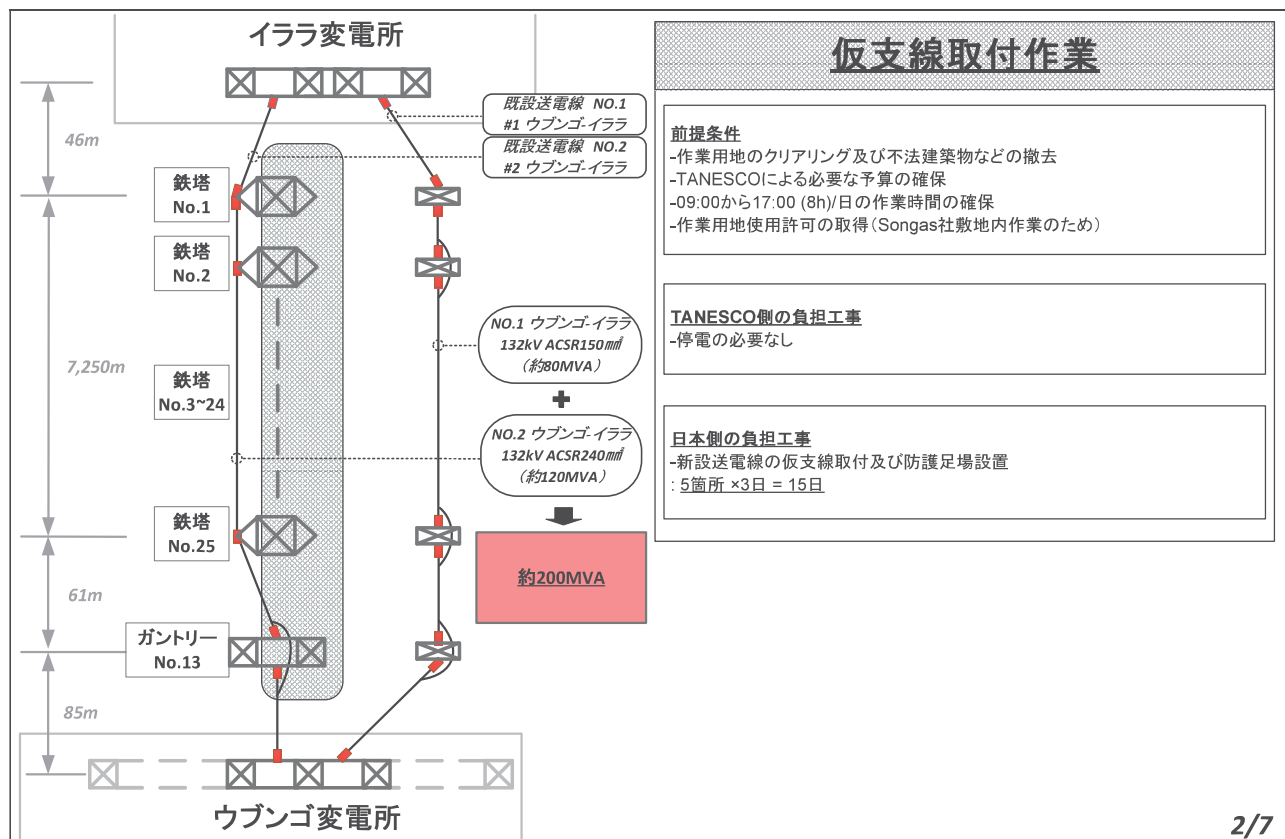 イララ変電所
46m
既設送電線 NO.1
#1 ウブンゴ-イララ
既設送電線 NO.2
#2 ウブンゴ-イララ
鉄塔
No.1
鉄塔
No.2
7,250m
鉄塔
No.3~24
NO.1 ウブンゴ-イララ
132kV ACSR150㎟
(約80MVA)
+
NO.2 ウブンゴ-イララ
132kV ACSR240㎟
(約120MVA)
鉄塔
No.25
約200MVA
61m
ガントリー
No.13
85m
ウブンゴ変電所
仮支線取付作業
前提条件
-作業用地のクリアリング及び不法建築物などの撤去
-TANESCOによる必要な予算の確保
-09:00から17:00 (8h)/日の作業時間の確保
-作業用地使用許可の取得(Songas社敷地内作業のため)
TANESCO側の負担工事
-停電の必要なし
日本側の負担工事
-新設送電線の仮支線取付及び防護足場設置
: 5箇所 ×3日 = 15日
2/7